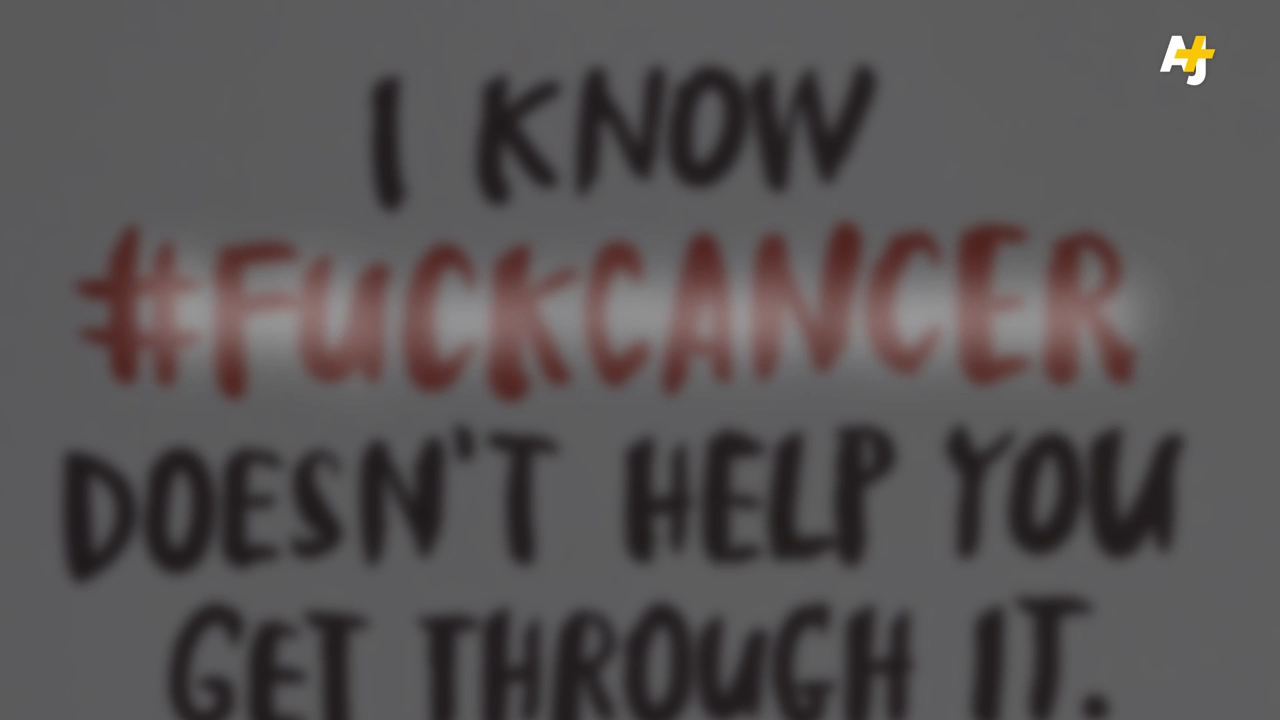 AJ+
I KNOW
#FUCKCANCER
DOESN'T HELP YOU
GET THROUGH IT.